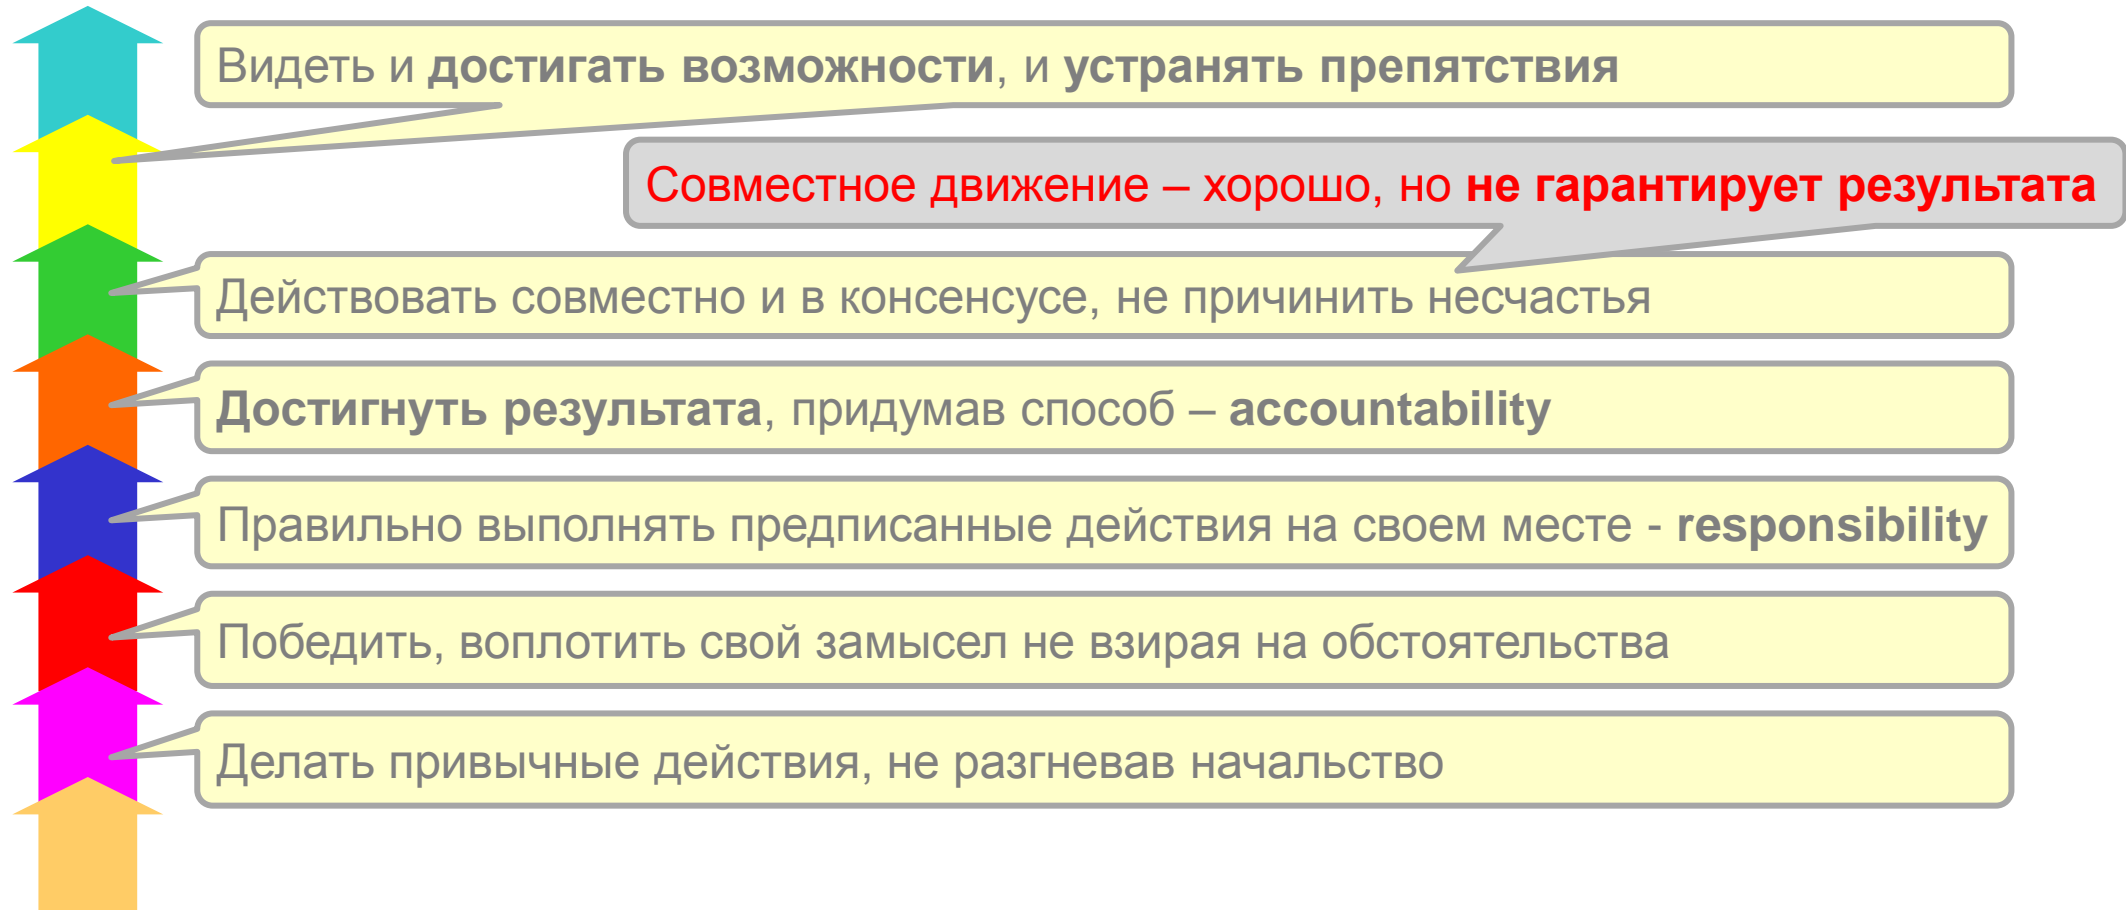 Видеть и достигать возможности, и устранять препятствия
Совместное движение – хорошо, но не гарантирует результата
Действовать совместно и в консенсусе, не причинить несчастья
Достигнуть результата, придумав способ – accountability
Правильно выполнять предписанные действия на своем месте - responsibility
Победить, воплотить свой замысел не взирая на обстоятельства
Делать привычные действия, не разгневав начальство